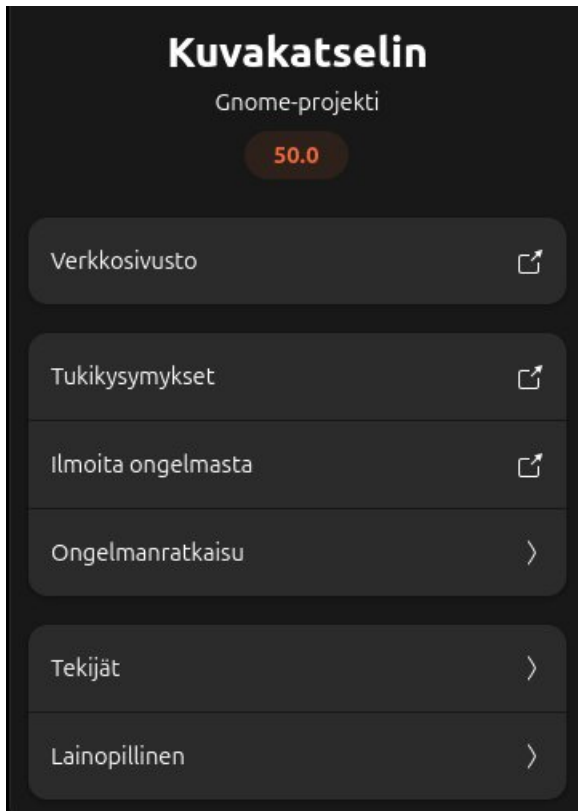 Kuvakatselin
Gnome-projekti
50.0
Verkkosivusto
Tukikysymykset
Ilmoita ongelmasta
Ongelmanratkaisu
Tekijät
Lainopillinen